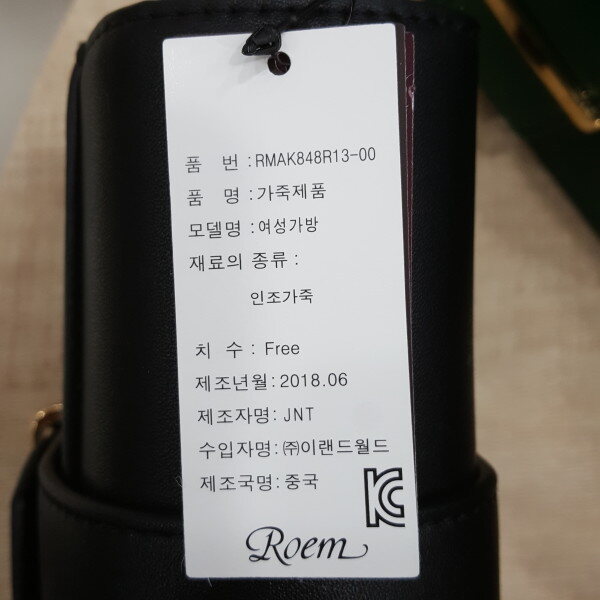 품 번 :RMAK848R13-00
품 명 :가죽제품
모델명 :여성가방
재료의 종류 :
인조가죽
치 수 : Free
제조년월:2018.06
제조자명:JNT
수입자명:㈜이랜드월드
제조국명:중국
KC
Roem